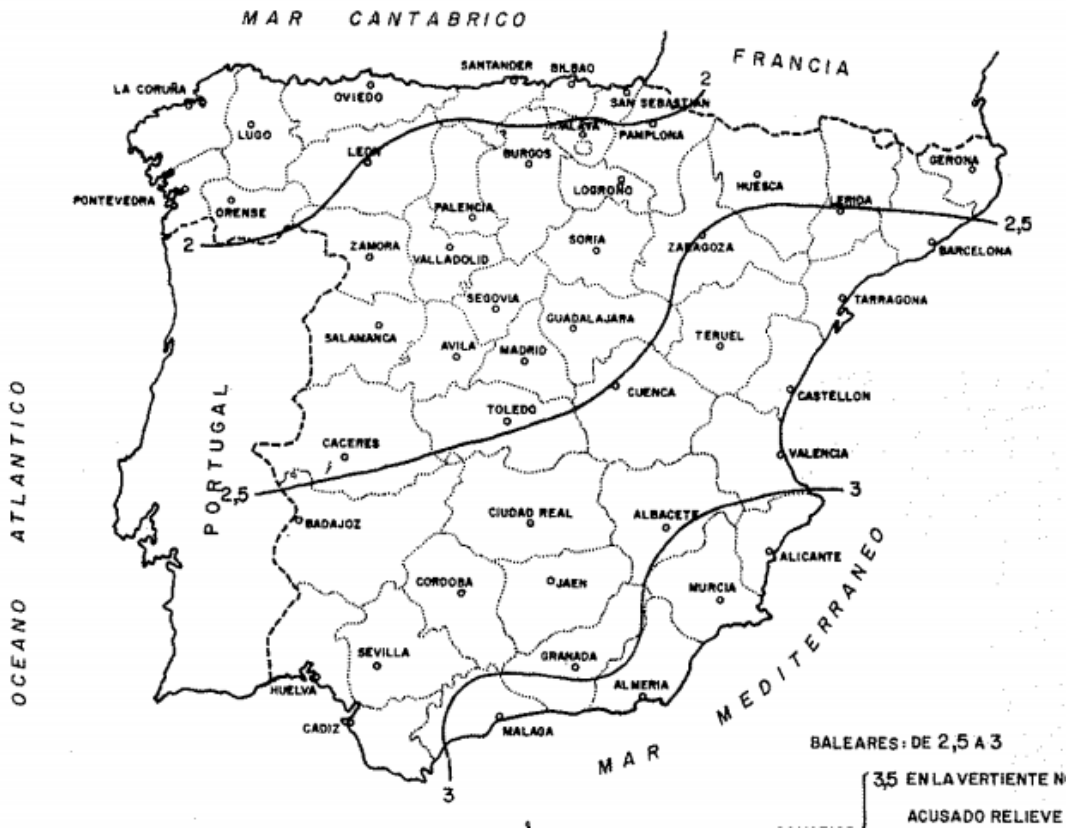 MAR CANTABRICO
FRANCIA
SANTANDER
BILBAO
2
LA CORUÑA
OVIEDO
SAN SEBASTIAN
LUGO
ALAVA
PAMPLONA
LEON
BURGOS
GERONA
PONTEVEDRA
ORENSE
LOGROÑO
HUESCA
PALENCIA
LERIDA
2
ZAMORA
VALLADOLID
SORIA
ZARAGOZA
2,5
BARCELONA
SEGOVIA
TARRAGONA
SALAMANCA
AVILA
MADRID
GUADALAJARA
TERUEL
CUENCA
CASTELLON
TOLEDO
OCEANO ATLANTICO
PORTUGAL
CACERES
VALENCIA
2,5
3
BADAJOZ
CIUDAD REAL
ALBACETE
ALICANTE
CORDOBA
JAEN
MURCIA
SEVILLA
GRANADA
HUELVA
ALMERIA
CADIZ
MALAGA
MAR MEDITERRANEO
3
BALEARES: DE 2,5 A 3
3,5 EN LA VERTIENTE
ACUSADO RELIEVE